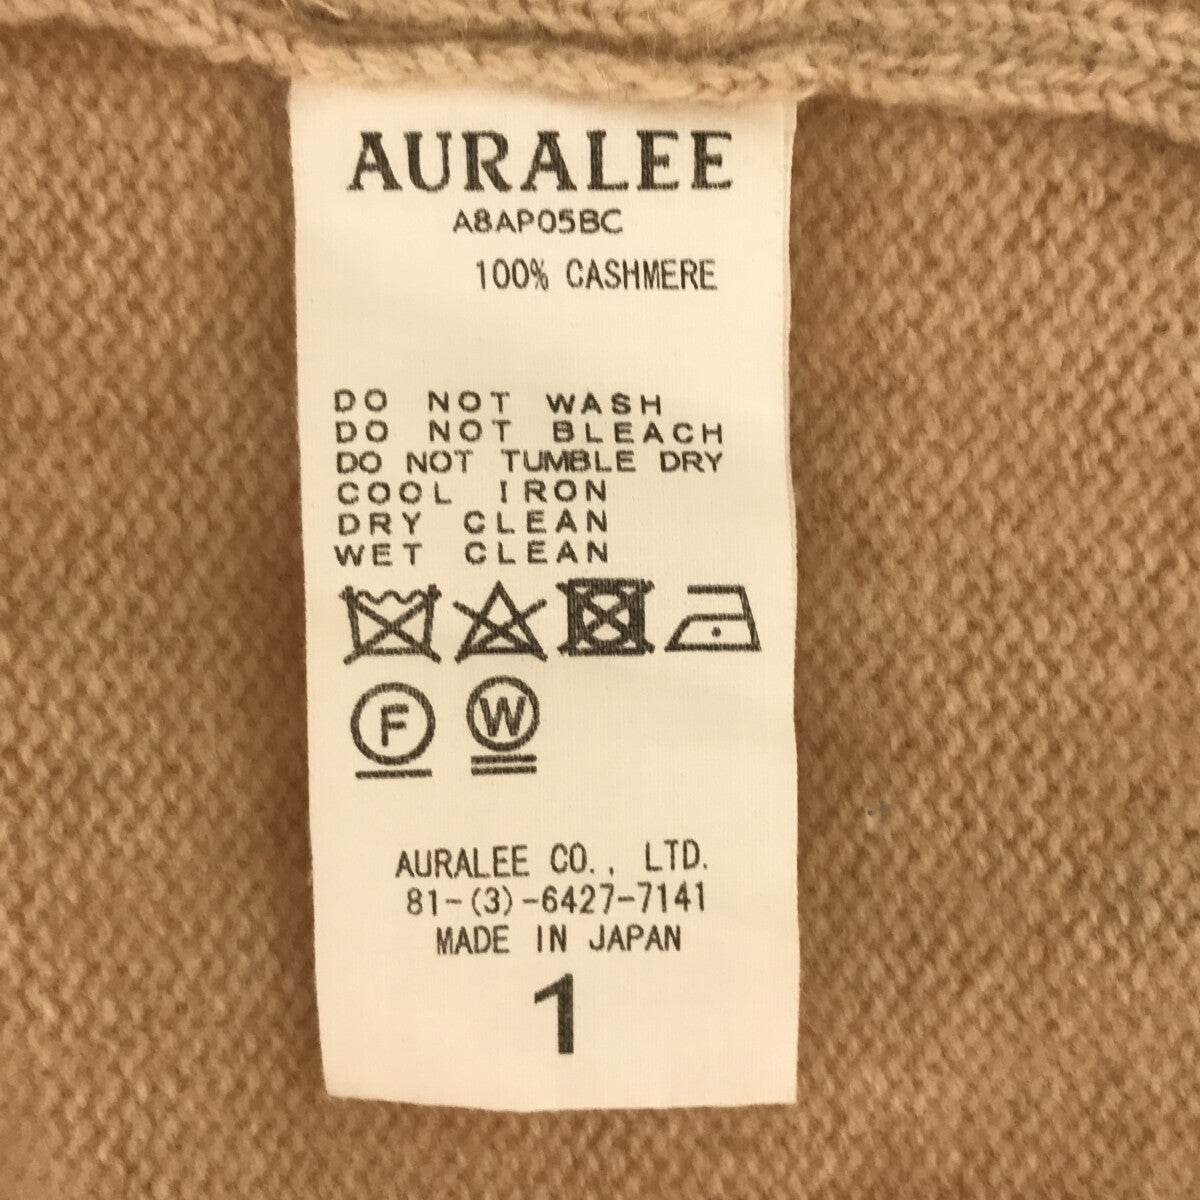 AURALEE
A8AP05BC
100% CASHMERE
DO NOT WASH
DO NOT BLEACH
DO NOT TUMBLE DRY
COOL IRON
DRY CLEAN
WET CLEAN
F W
AURALEE CO., LTD.
81-(3)-6427-7141
MADE IN JAPAN
1